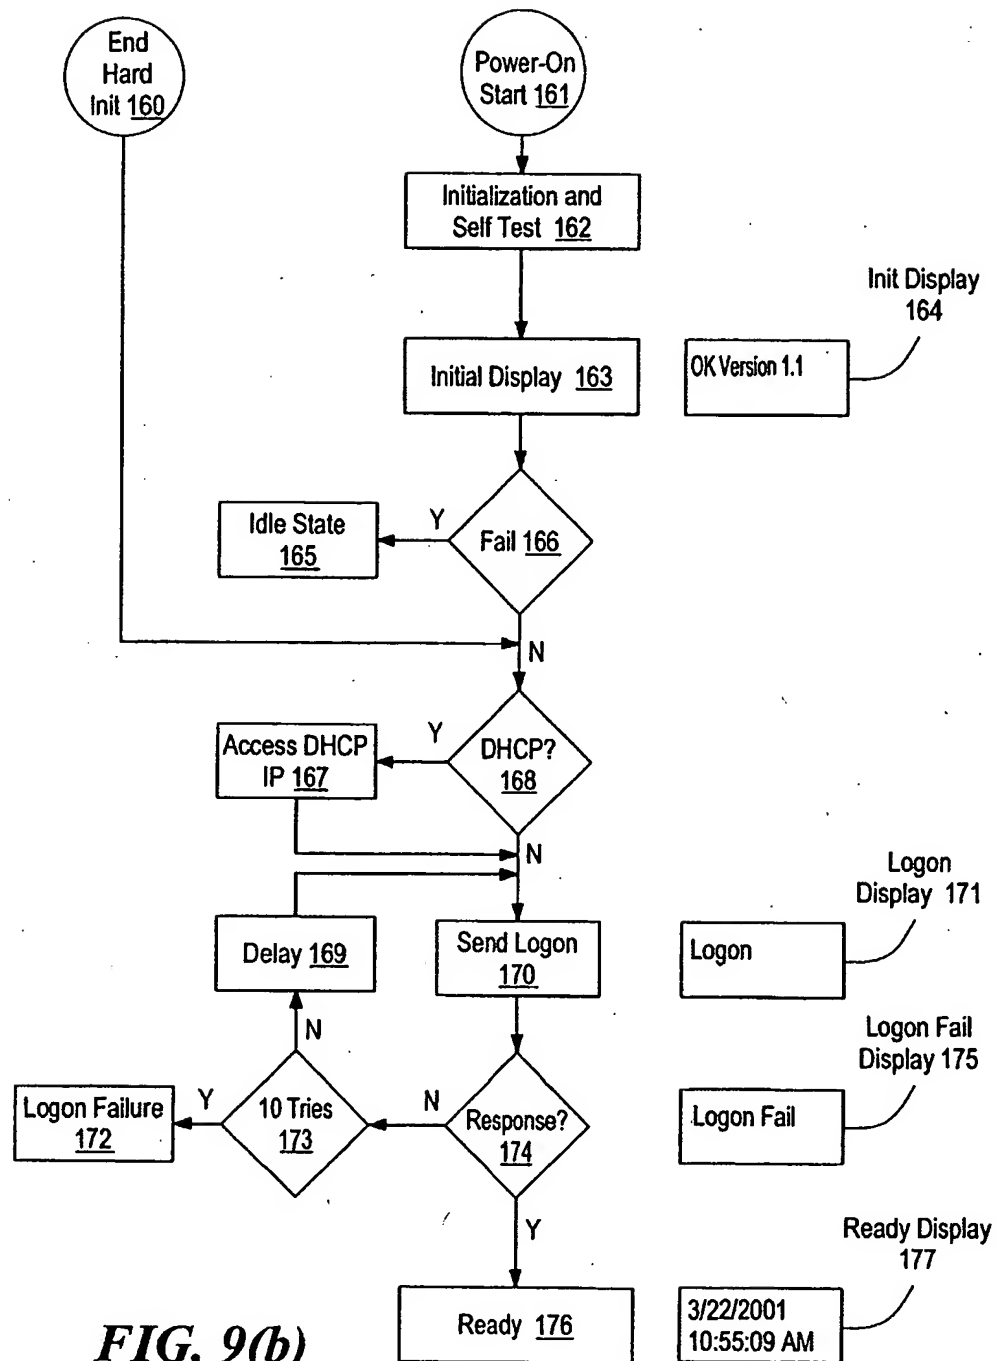 End
Hard
Init 160
Power-On
Start 161
Initialization and
Self Test 162
Init Display
164
Initial Display 163
OK Version 1.1
Idle State
165
Y
Fail 166
N
Access DHCP
IP 167
Y
DHCP?
168
N
Logon
Display 171
Delay 169
Send Logon
170
Logon
N
Logon Fail
Display 175
Logon Failure
172
Y
10 Tries
173
N
Response?
174
Logon Fail
Y
Ready Display
177
Ready 176
3/22/2001
10:55:09 AM
FIG. 9(b)